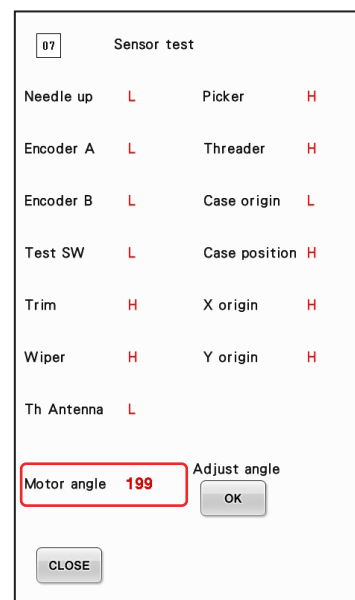 07 Sensor test
Needle up L Picker H
Encoder A L Threader H
Encoder B L Case origin L
Test SW L Case position H
Trim H X origin H
Wiper H Y origin H
Th Antenna L
Adjust angle
Motor angle 199 OK
CLOSE